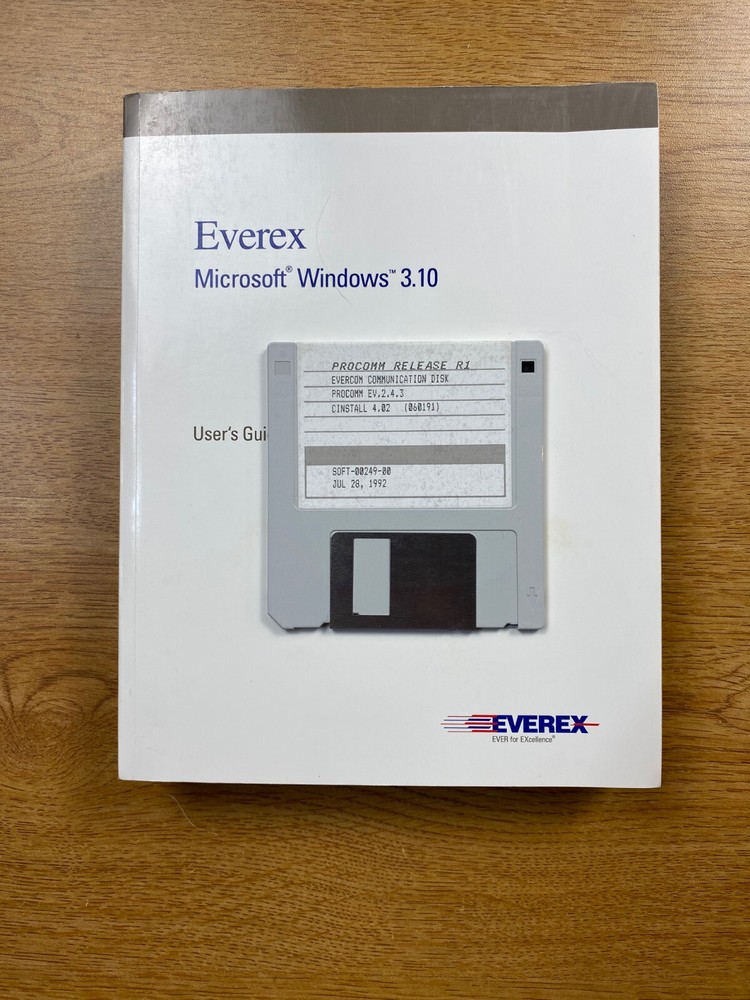 Everex
Microsoft® Windows™ 3.10
PROCOMM RELEASE R1
EVERCOM COMMUNICATION DISK
PROCOMM EV.2.4.3
CINSTALL 4.02 (060191)
User's Gui
SOFT-00249-00
JUL 28, 1992
EVEREX
EVER for EXcellence®